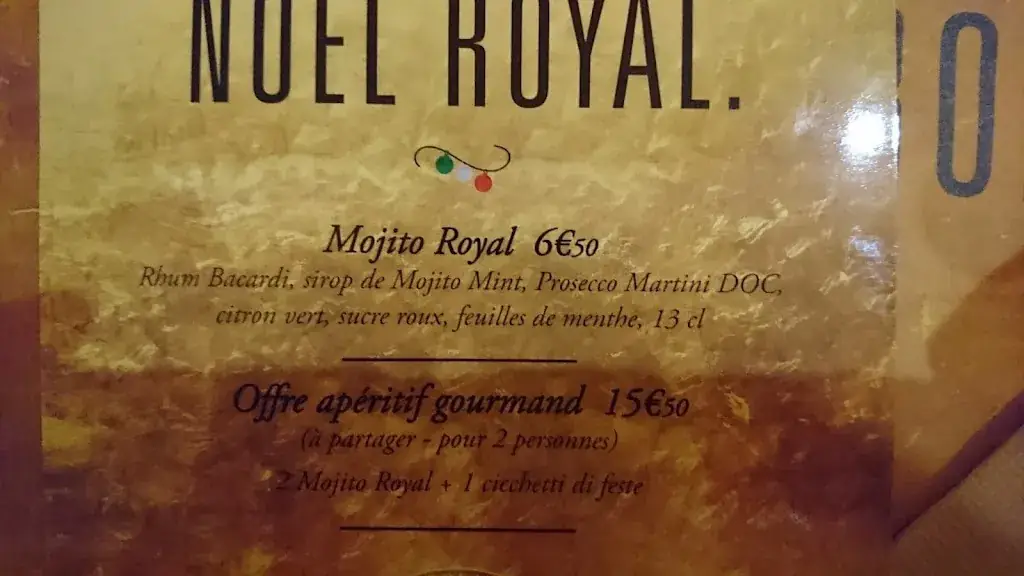 NOËL ROYAL.
Mojito Royal 6€50
Rhum Bacardi, sirop de Mojito Mint, Prosecco Martini DOC,
citron vert, sucre roux, feuilles de menthe, 13 cl
Offre apéritif gourmand 15€50
(à partager - pour 2 personnes)
2 Mojito Royal + 1 cicchetti di feste